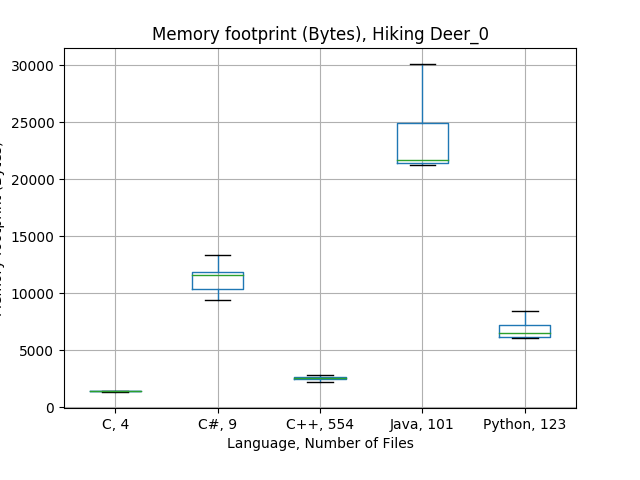 Memory footprint (Bytes), Hiking Deer_0
30000
25000
20000
15000
10000
5000
0
C, 4 C#, 9 C++, 554 Java, 101 Python, 123
Language, Number of Files